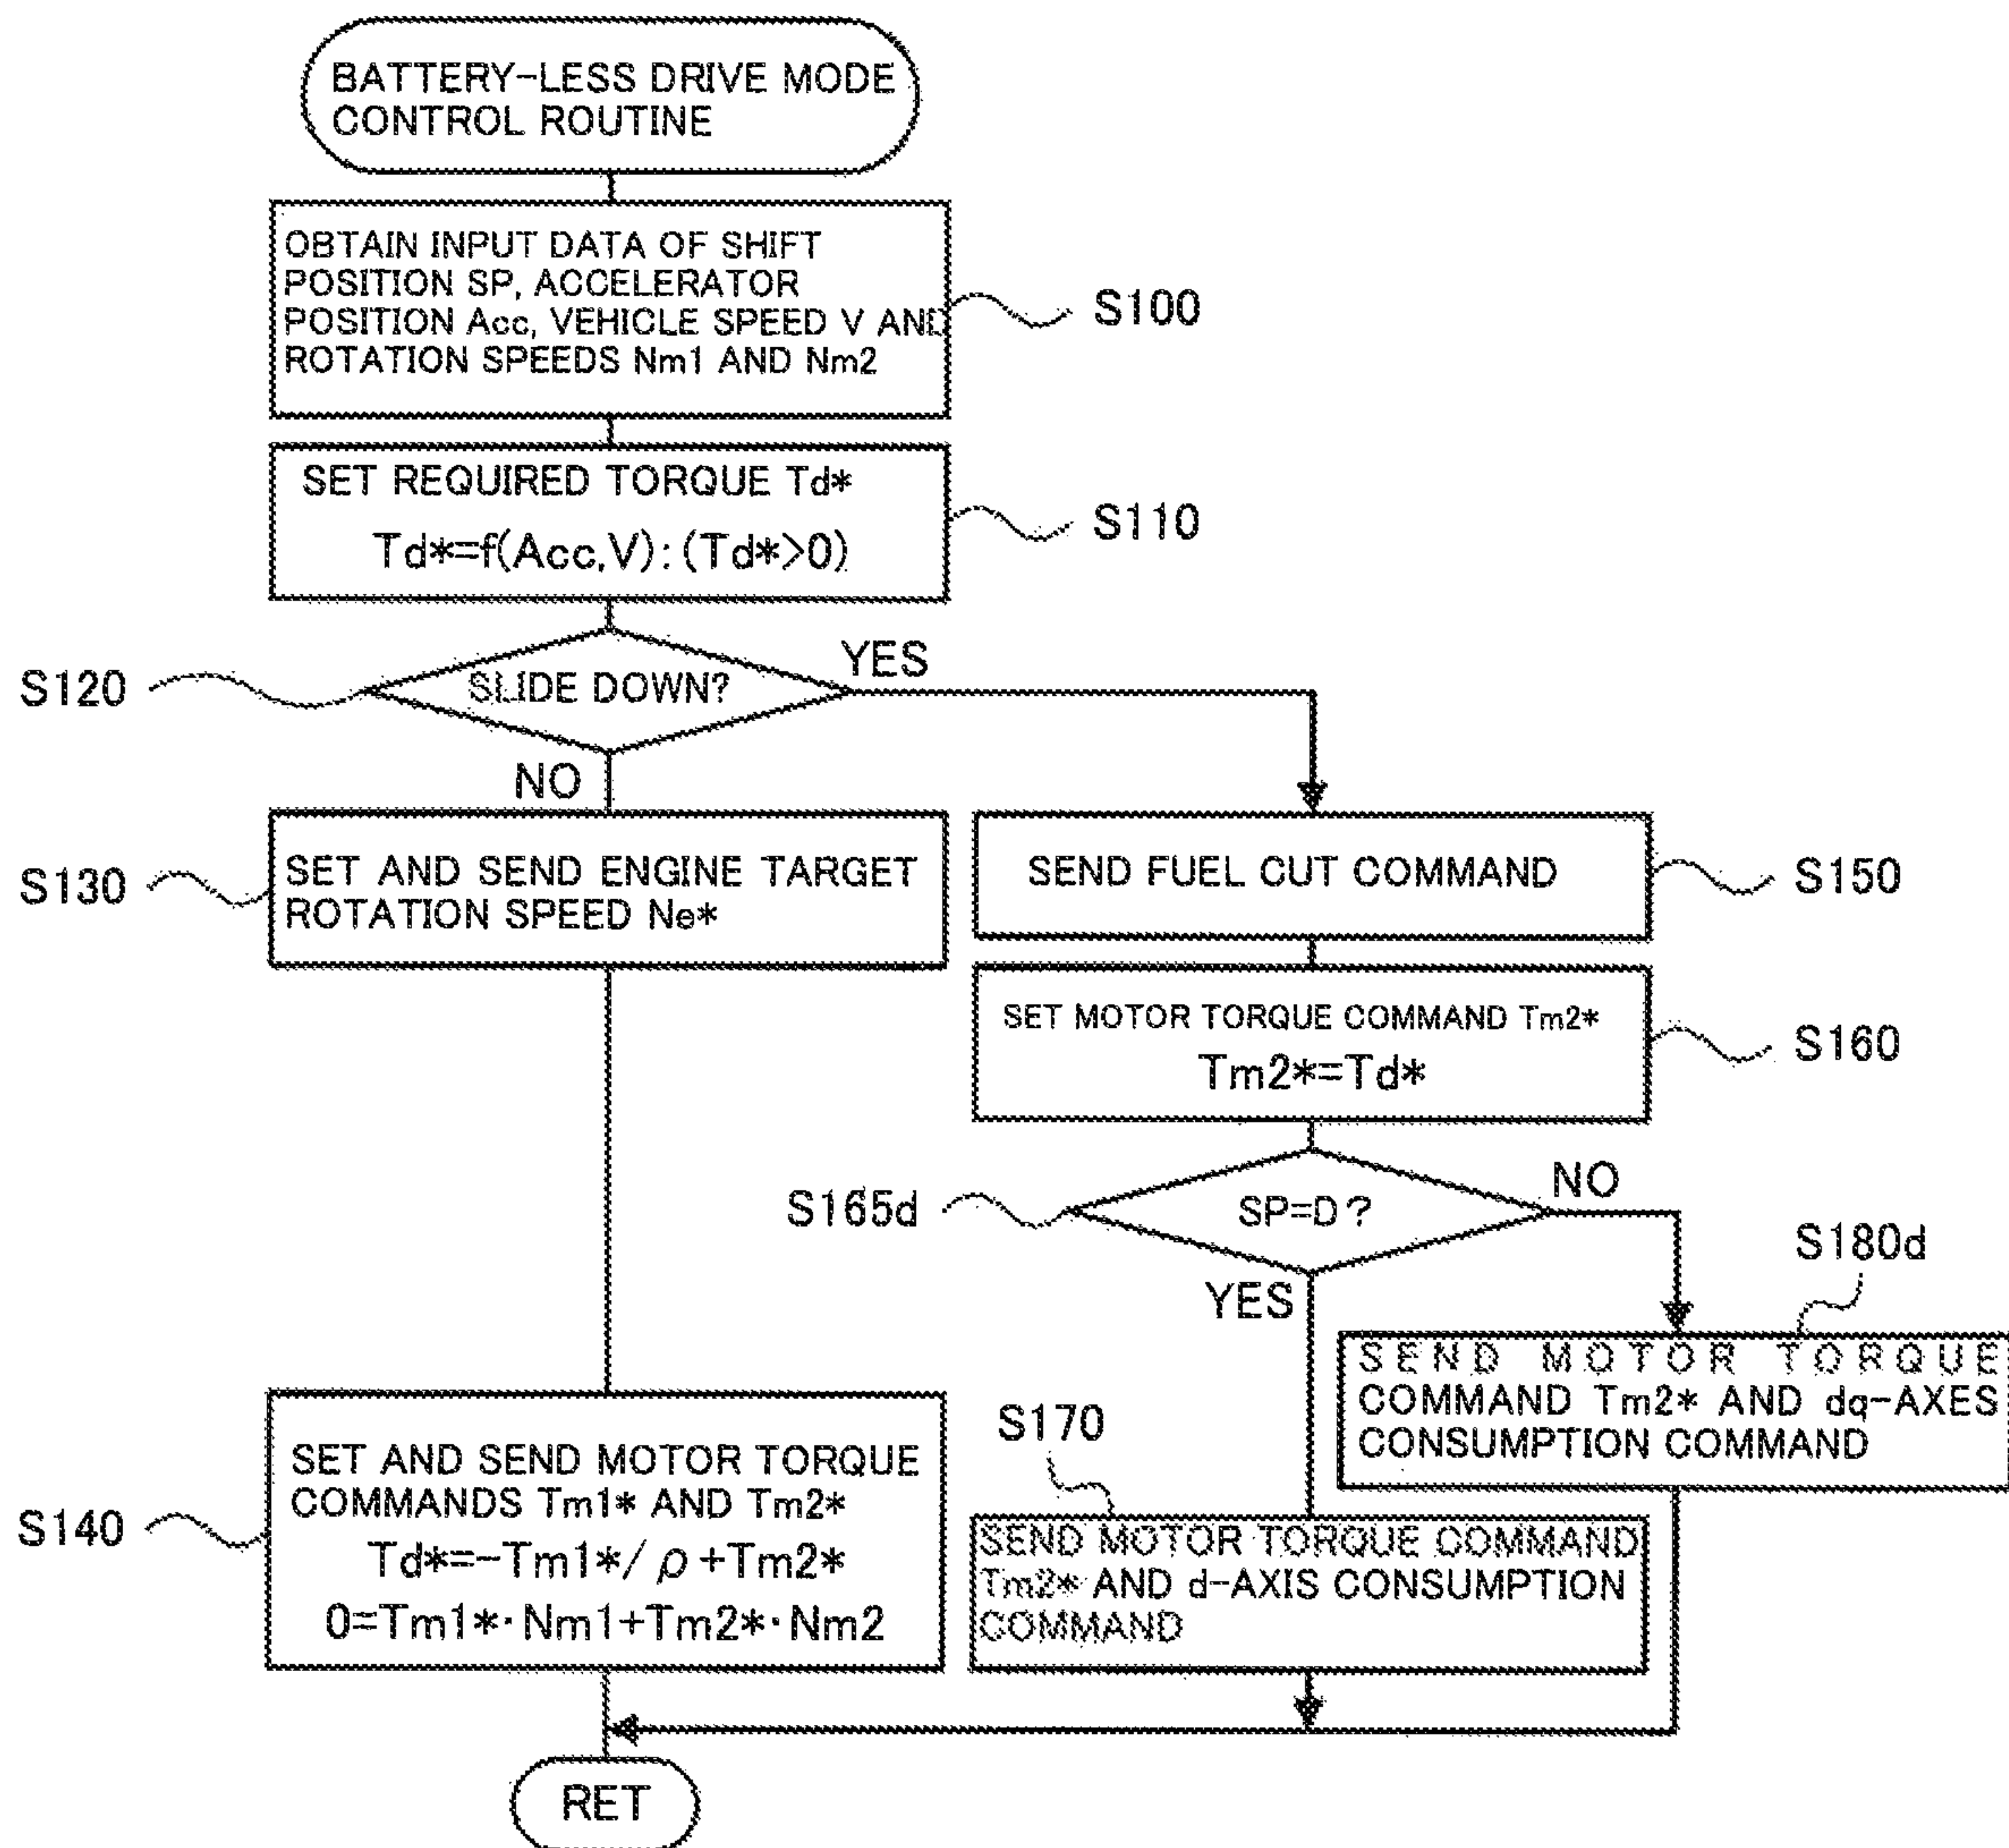 BATTERY-LESS DRIVE MODE
CONTROL ROUTINE
OBTAIN INPUT DATA OF SHIFT
POSITION SP, ACCELERATOR
POSITION Acc, VEHICLE SPEED V AND
ROTATION SPEEDS Nm1 AND Nm2
S100
SET REQUIRED TORQUE Td*
Td*=f(Acc,V):(Td*>0)
S110
S120
SLIDE DOWN?
YES
NO
S130
SET AND SEND ENGINE TARGET
ROTATION SPEED Ne*
SEND FUEL CUT COMMAND
S150
SET MOTOR TORQUE COMMAND Tm2*
Tm2*=Td*
S160
S165d
SP=D?
NO
YES
S180d
SEND MOTOR TORQUE
COMMAND Tm2* AND dq-AXES
CONSUMPTION COMMAND
S170
SEND MOTOR TORQUE COMMAND
Tm2* AND d-AXIS CONSUMPTION
COMMAND
S140
SET AND SEND MOTOR TORQUE
COMMANDS Tm1* AND Tm2*
Td*=-Tm1*/ρ+Tm2*
0=Tm1*·Nm1+Tm2*·Nm2
RET